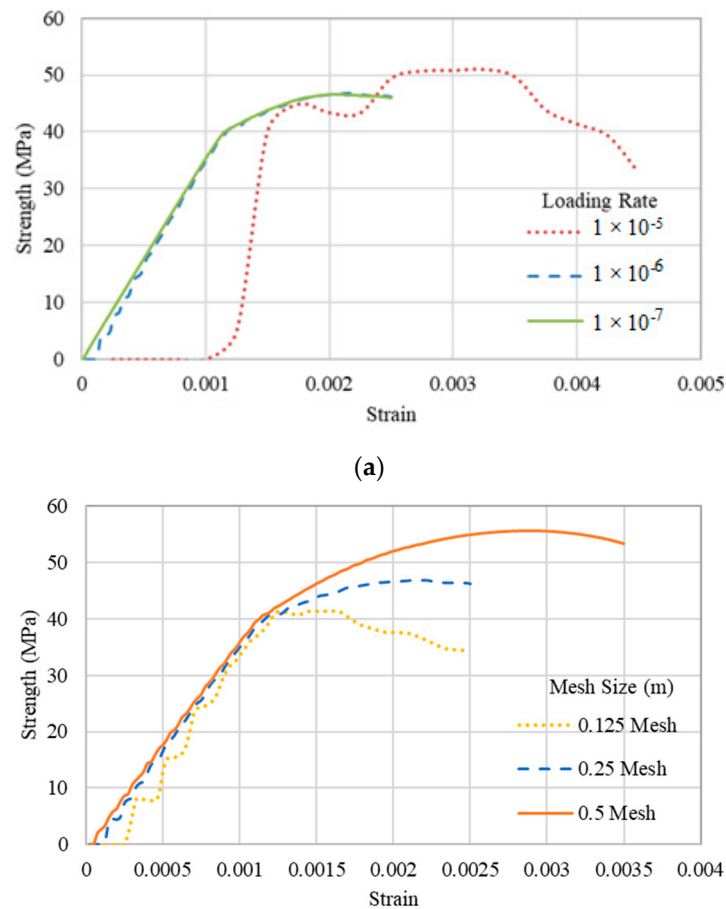 60
50
40
30
20
10
0
Strength (MPa)
Loading Rate
1 × 10⁻⁵
1 × 10⁻⁶
1 × 10⁻⁷
0 0.001 0.002 0.003 0.004 0.005
Strain
(a)
60
50
40
30
20
10
0
Strength (MPa)
Mesh Size (m)
0.125 Mesh
0.25 Mesh
0.5 Mesh
0 0.0005 0.001 0.0015 0.002 0.0025 0.003 0.0035 0.004
Strain